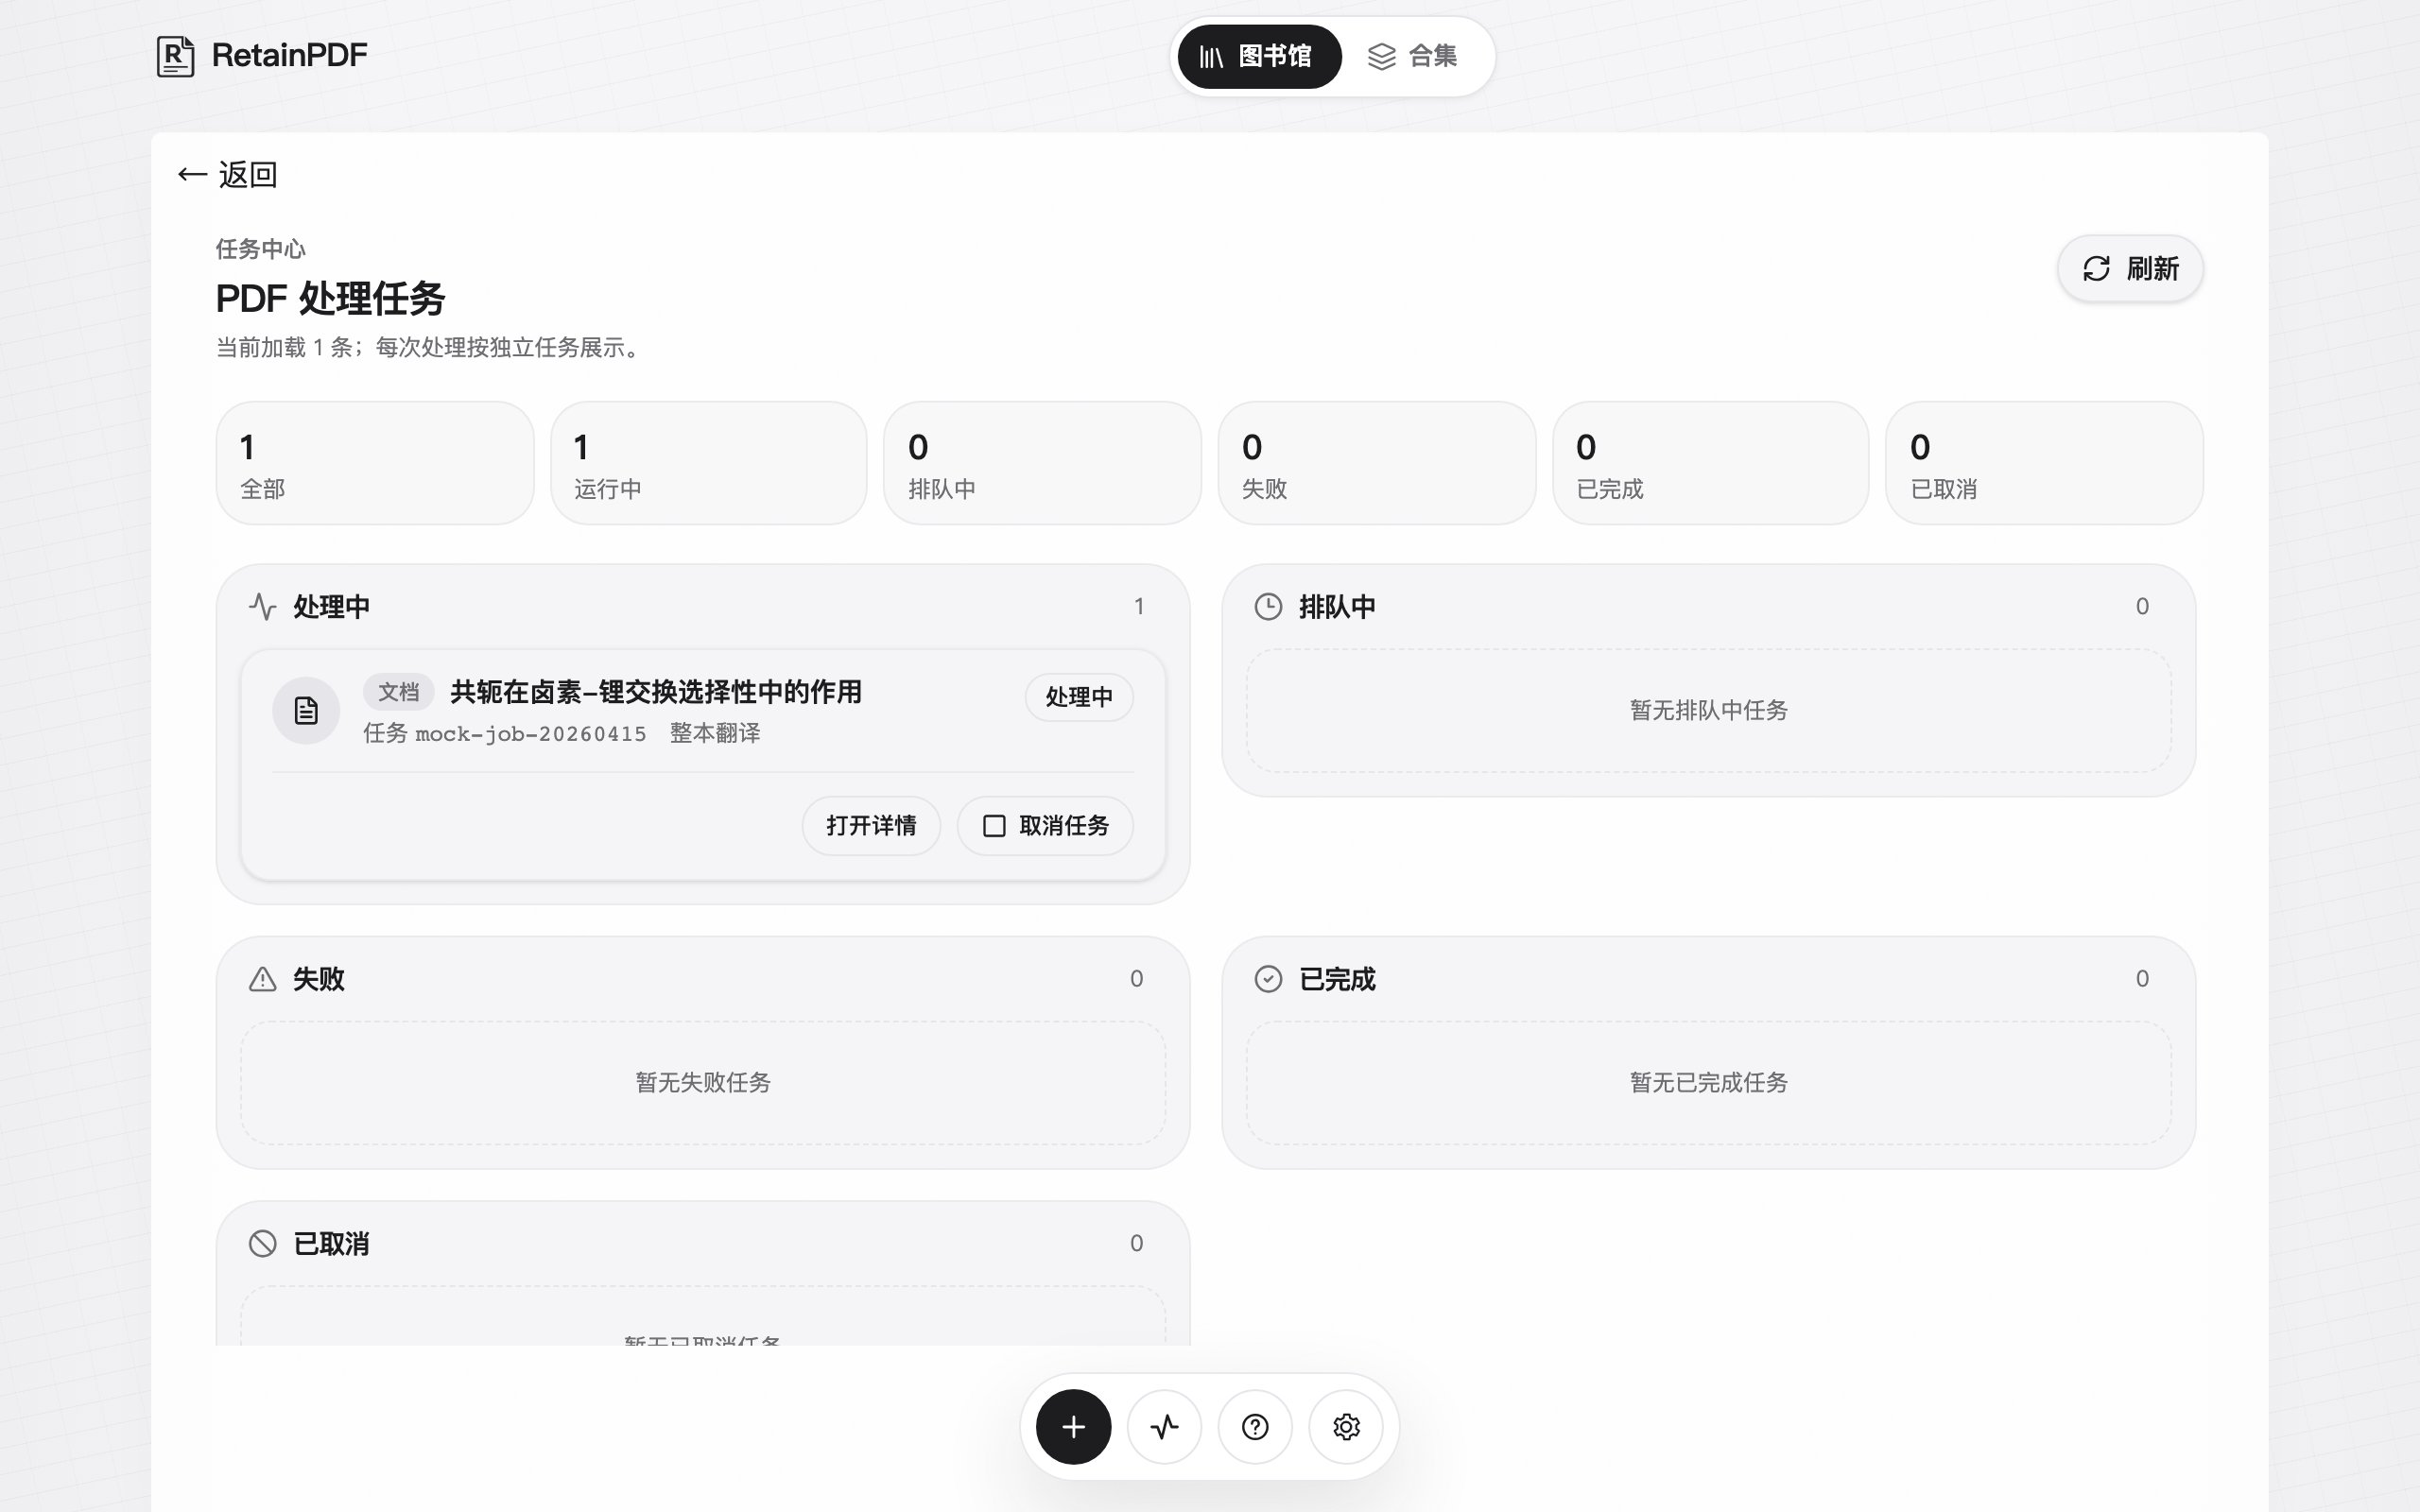 RetainPDF
图书馆
合集
← 返回
任务中心
PDF 处理任务
当前加载 1 条；每次处理按独立任务展示。
刷新
1
全部
1
运行中
0
排队中
0
失败
0
已完成
0
已取消
处理中 1
文档 共轭在卤素–锂交换选择性中的作用
处理中
任务 mock-job-20260415 整本翻译
打开详情
取消任务
排队中 0
暂无排队中任务
失败 0
暂无失败任务
已完成 0
暂无已完成任务
已取消 0
暂无已取消任务